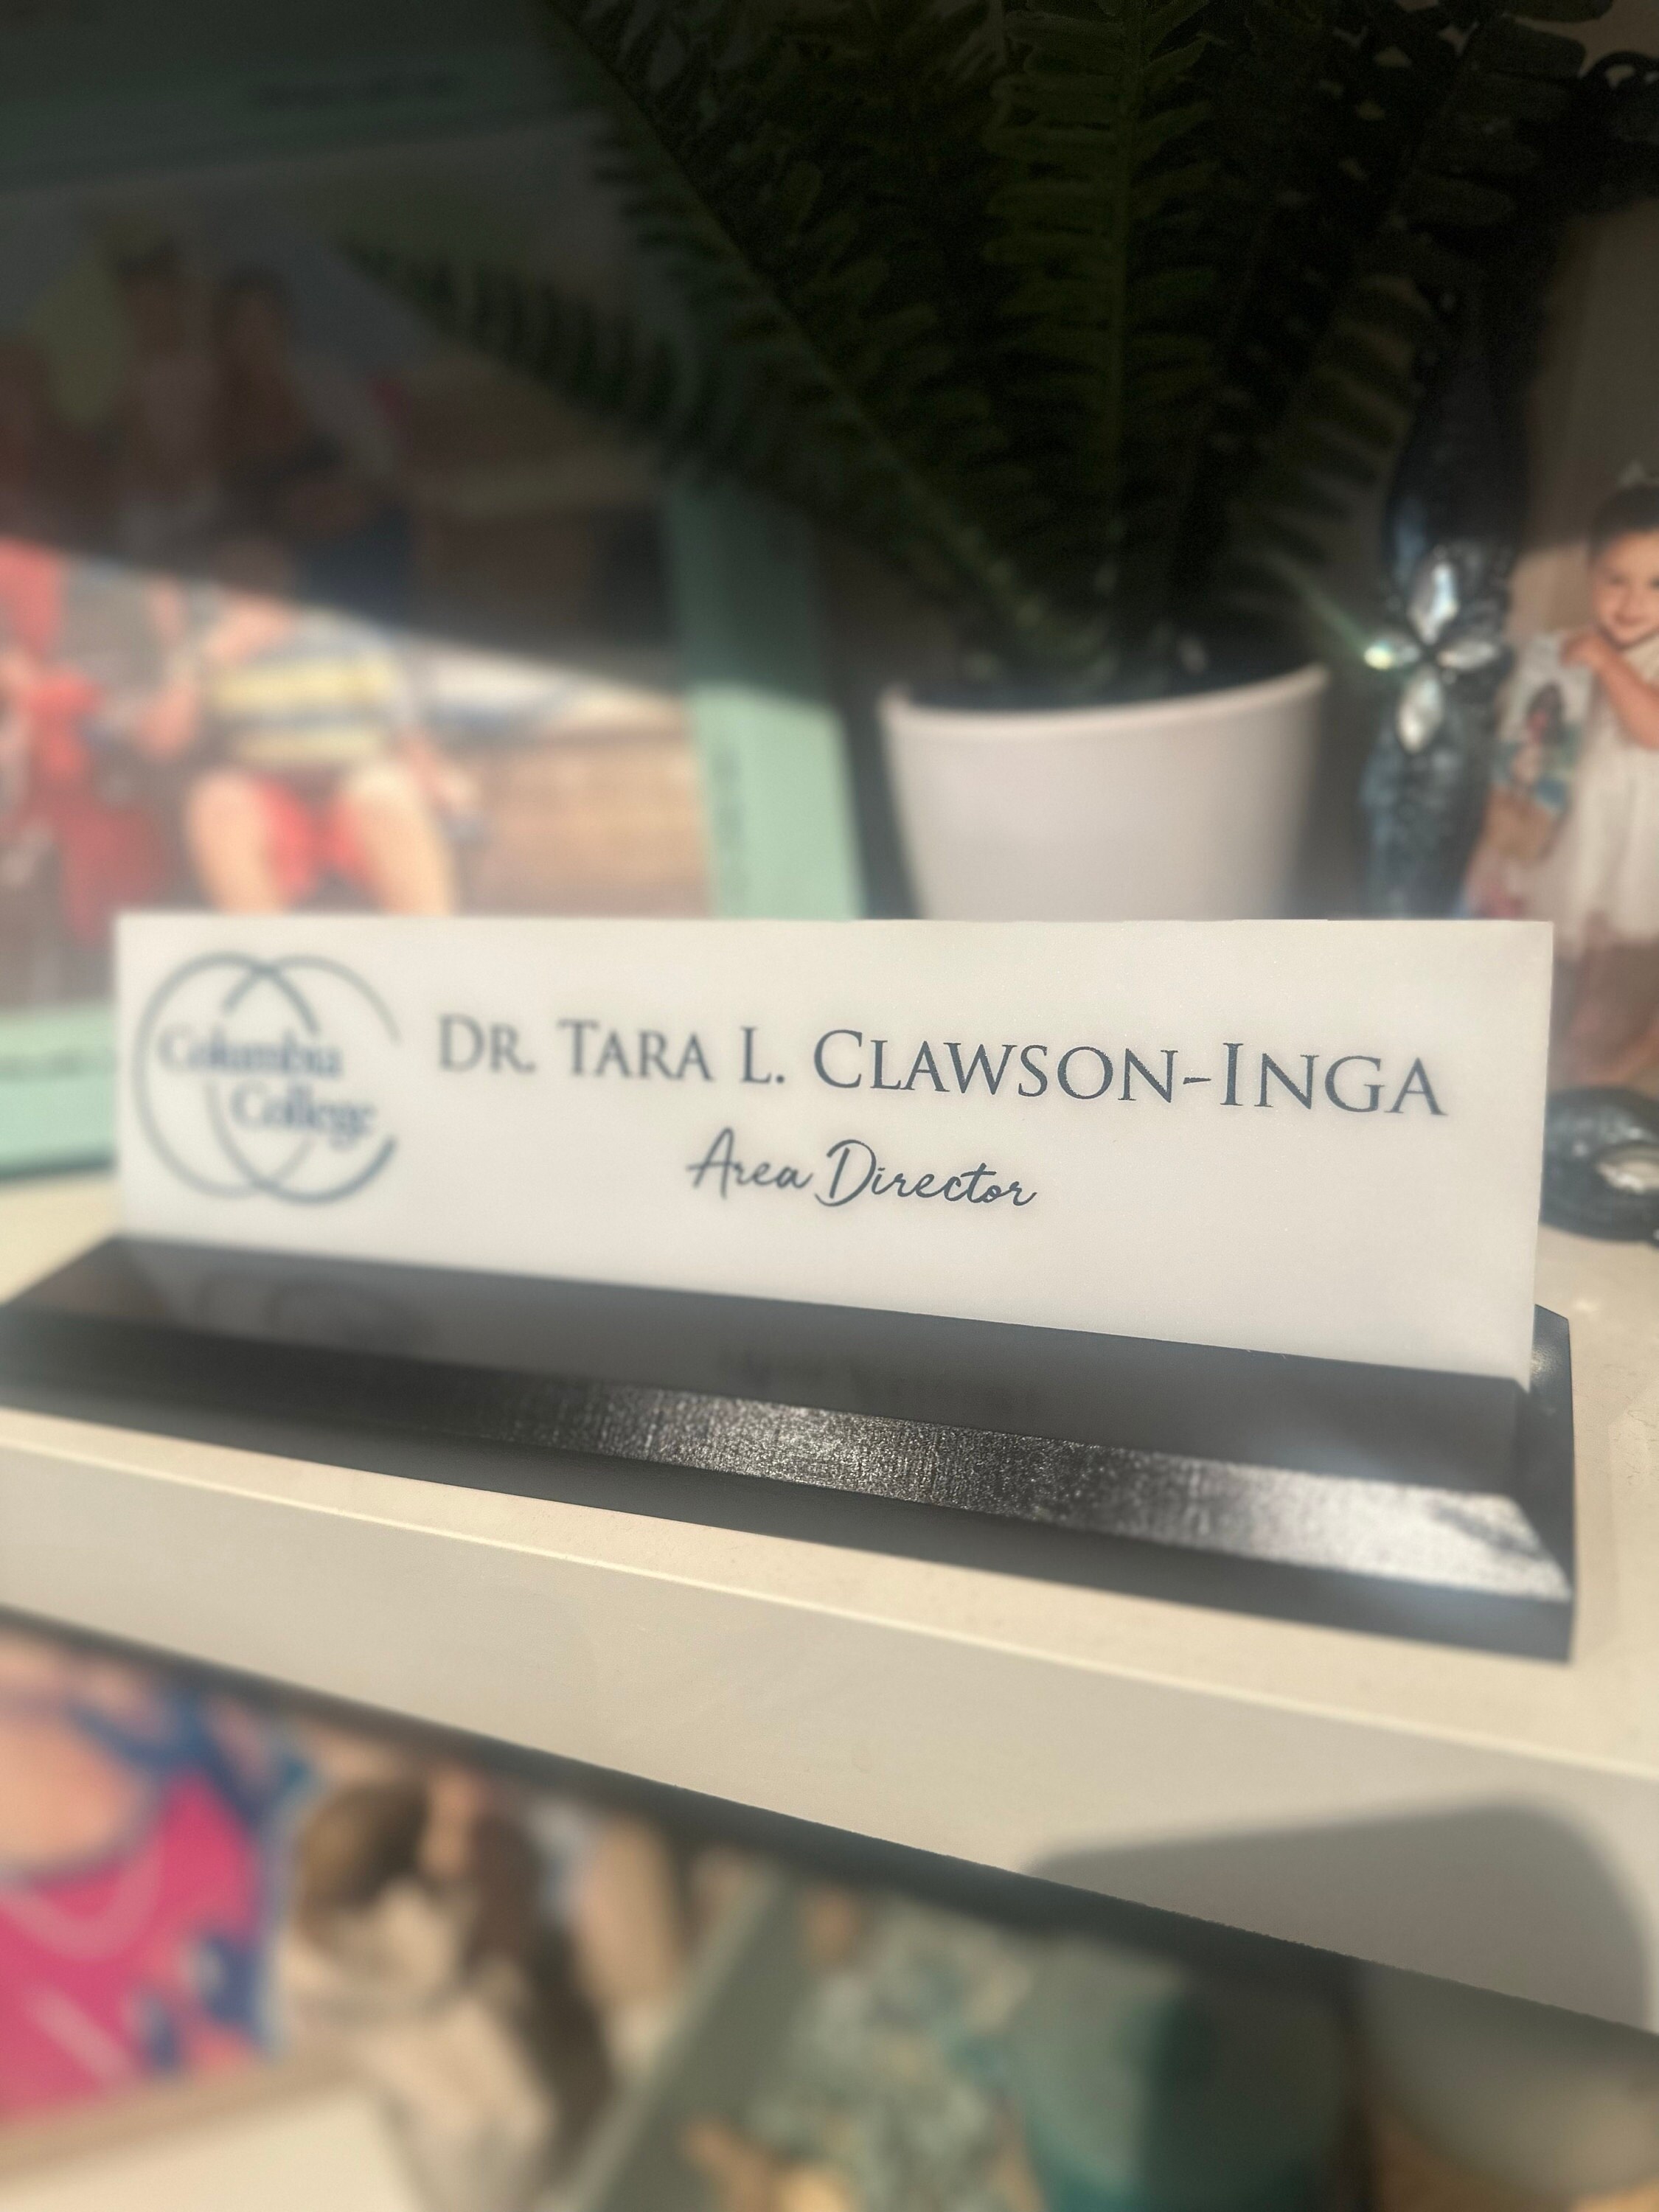 Columbia
College
DR. TARA L. CLAWSON-INGA
Area Director